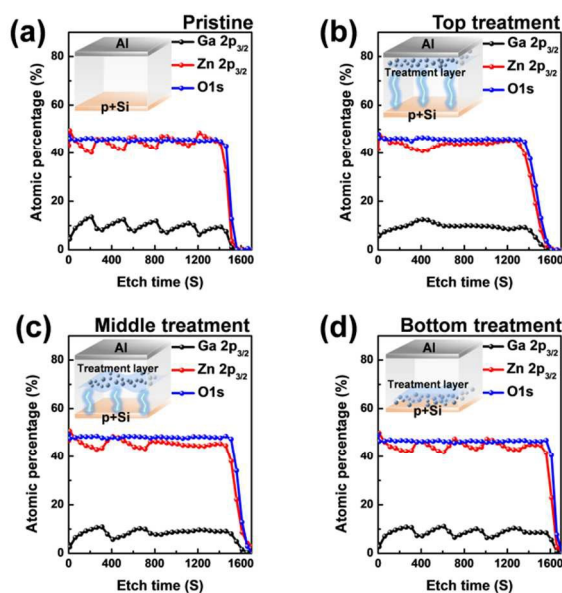 (a) Pristine
Al
p+Si
Ga 2p3/2
Zn 2p3/2
O1s
80
60
40
20
0
Atomic percentage (%)
0 400 800 1200 1600
Etch time (S)
(b) Top treatment
Al
Treatment layer
p+Si
Ga 2p3/2
Zn 2p3/2
O1s
80
60
40
20
0
Atomic percentage (%)
0 400 800 1200 1600
Etch time (S)
(c) Middle treatment
Al
Treatment layer
p+Si
Ga 2p3/2
Zn 2p3/2
O1s
80
60
40
20
0
Atomic percentage (%)
0 400 800 1200 1600
Etch time (S)
(d) Bottom treatment
Al
Treatment layer
p+Si
Ga 2p3/2
Zn 2p3/2
O1s
80
60
40
20
0
Atomic percentage (%)
0 400 800 1200 1600
Etch time (S)